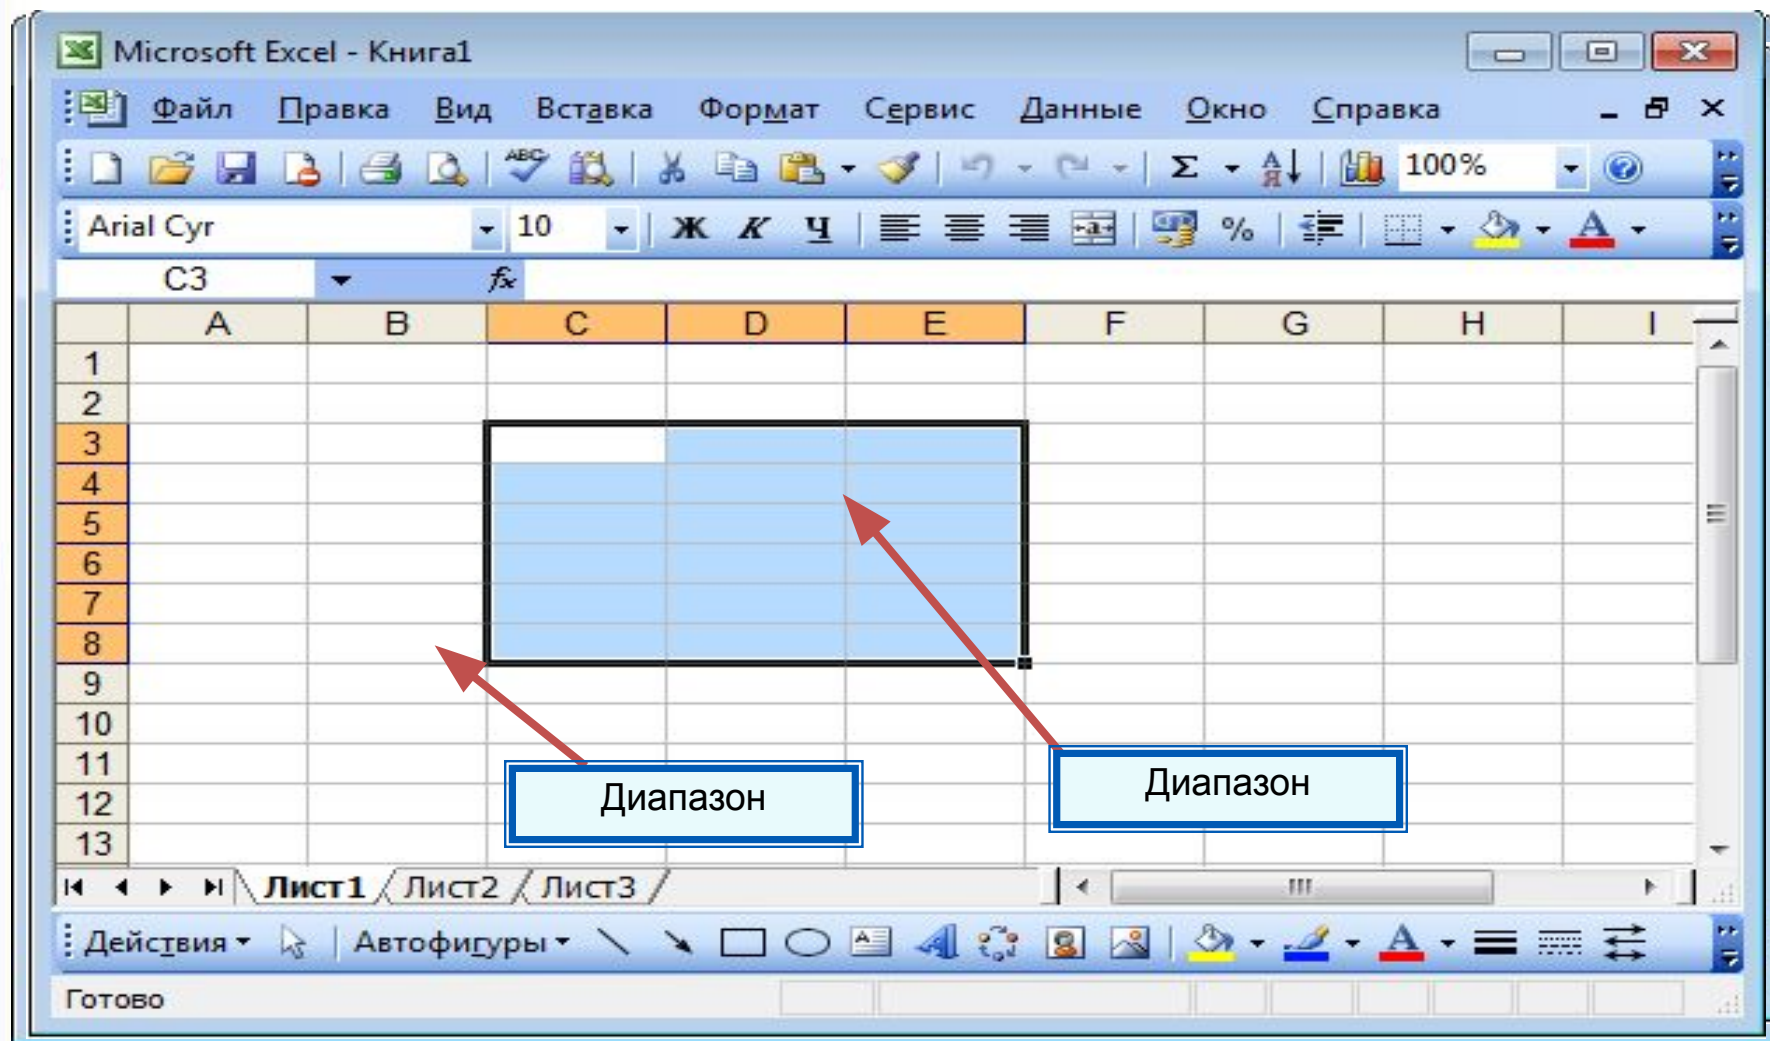 Microsoft Excel - Книга1
Файл Правка Вид Вставка Формат Сервис Данные Окно Справка
ABC Σ А Я 100% ?
Arial Cyr 10 Ж К Ч a % A
C3 fx
A B C D E F G H I
1
2
3
4
5
6
7
8
9
10
11
12
13
Диапазон
Диапазон
Лист1 Лист2 Лист3
Действия Автофигуры A A A
Готово